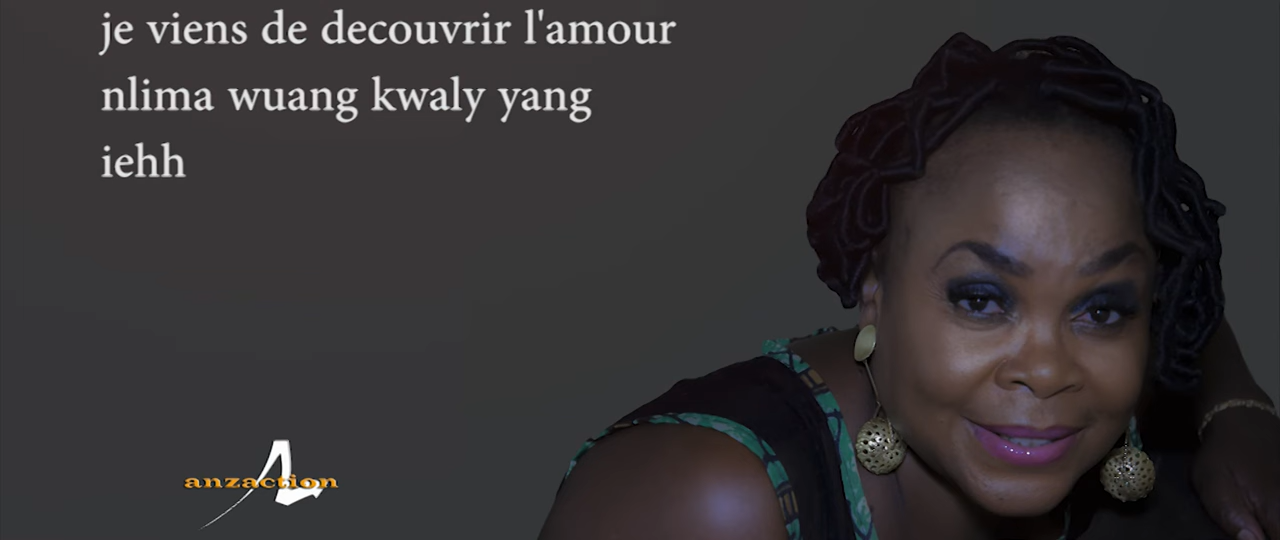 je viens de decouvrir l'amour
nlima wuang kwaly yang
iehh
anzaction